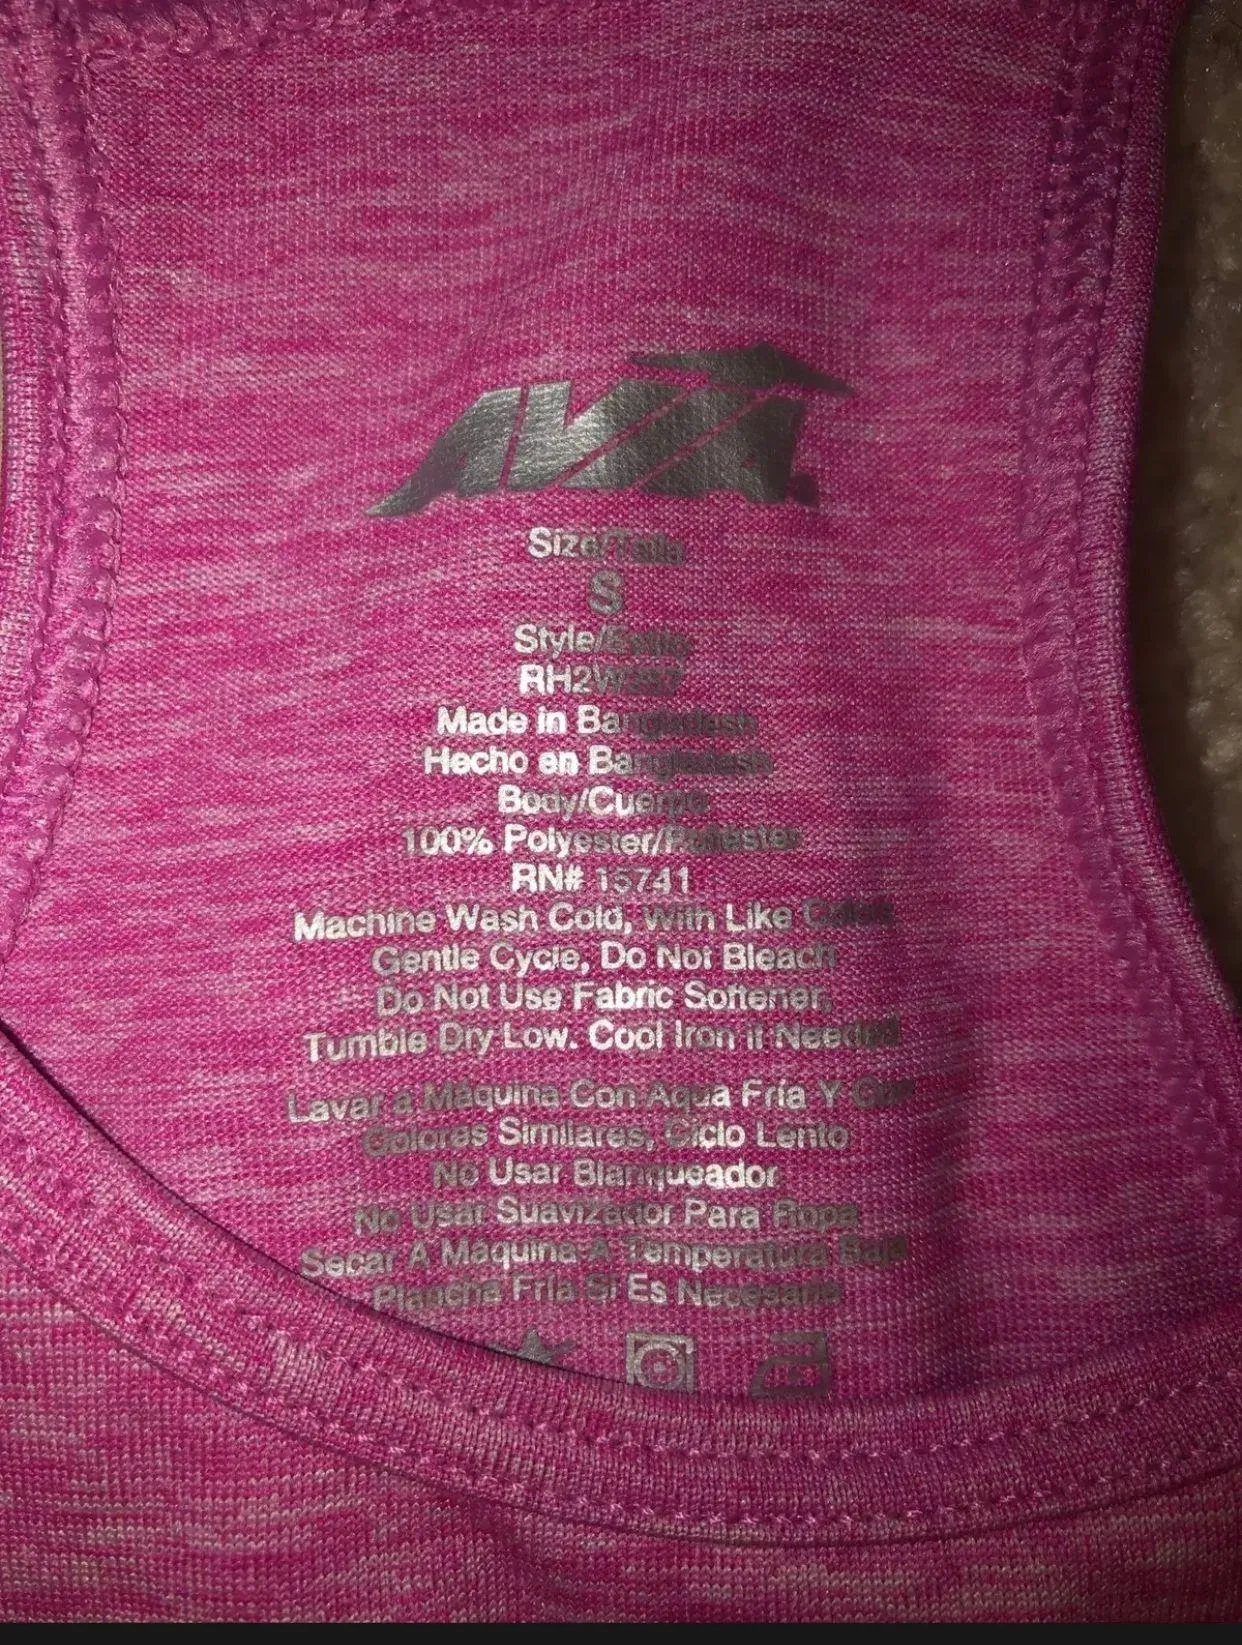 AVIA
Size/Talla
S
Style/Estilo
Made in Bangladesh
Hecho en Bangladesh
Body/Cuerpo
100% Polyester/Poliester
RN# 15741
Machine Wash Cold, With Like Colors
Gentle Cycle, Do Not Bleach
Do Not Use Fabric Softener,
Tumble Dry Low. Cool Iron If Needed
Lavar a Máquina Con Aqua Fría Y Con
Colores Similares, Ciclo Lento
No Usar Blanqueador
No Usar Suavizador Para Ropa
Secar A Máquina A Temperatura Baja
Plancha Fría Si Es Necesario